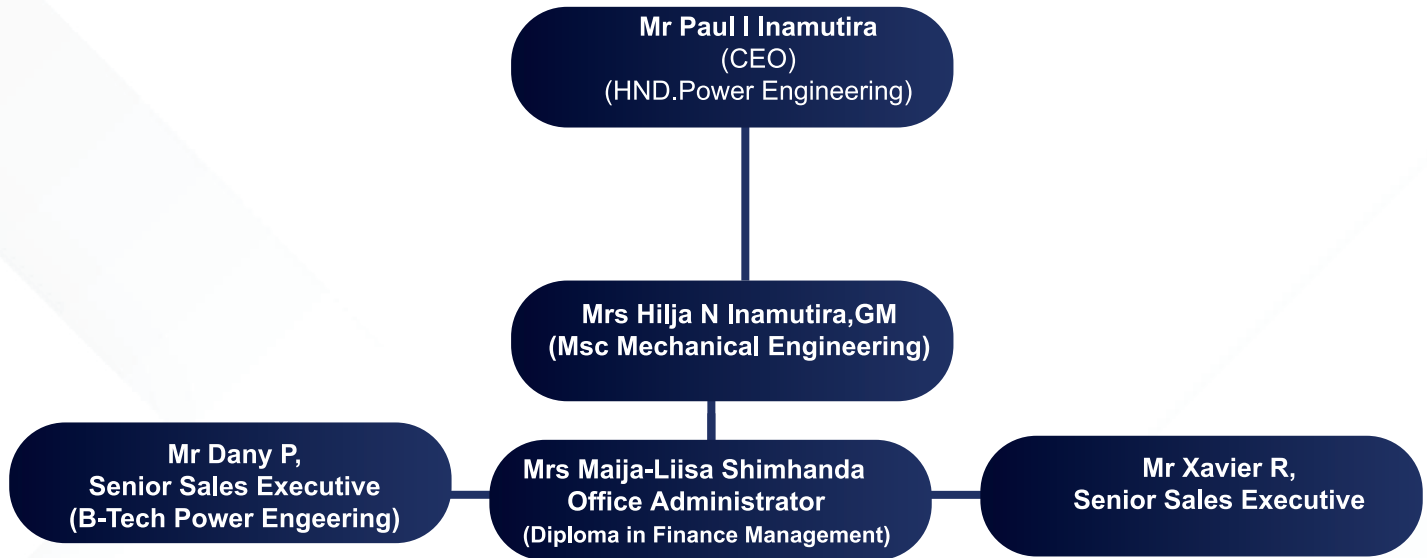 Mr Paul I Inamutira
(CEO)
(HND.Power Engineering)
Mrs Hilja N Inamutira,GM
(Msc Mechanical Engineering)
Mr Dany P,
Senior Sales Executive
(B-Tech Power Engeering)
Mrs Maija-Liisa Shimhanda
Office Administrator
(Diploma in Finance Management)
Mr Xavier R,
Senior Sales Executive